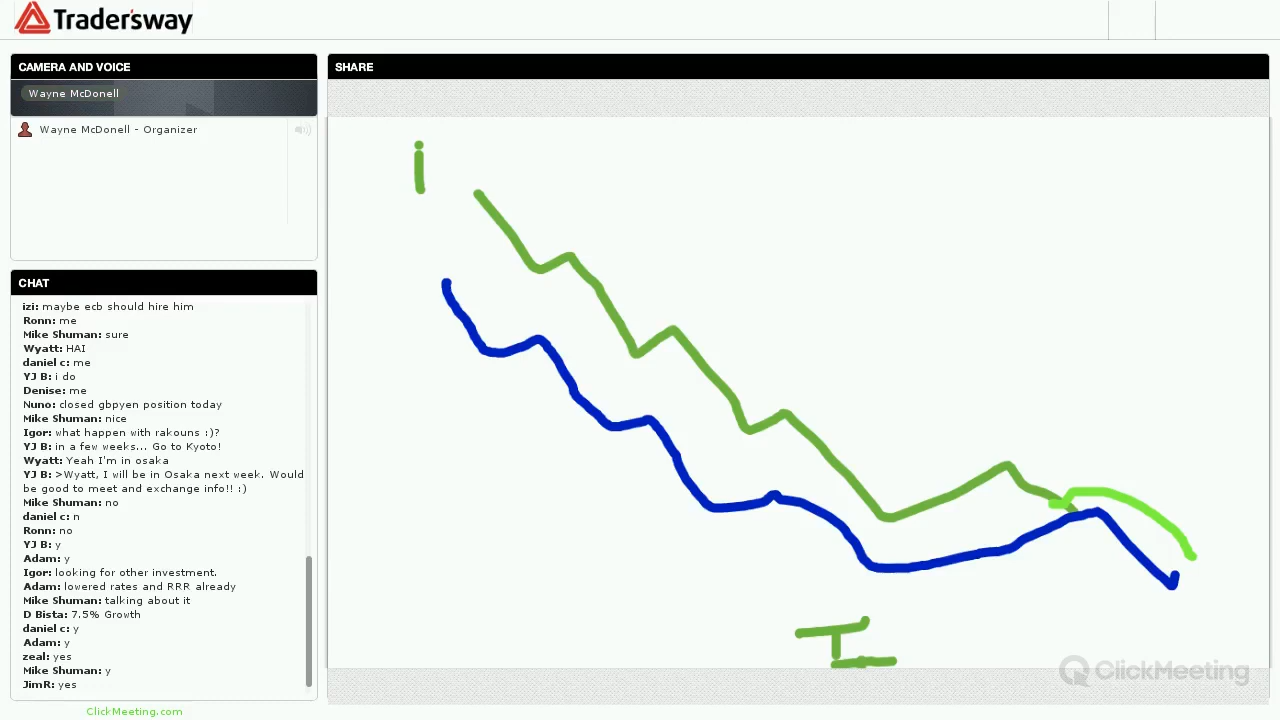 Trader'sway
CAMERA AND VOICE
Wayne McDonell
Wayne McDonell - Organizer
SHARE
i
I
CHAT
izi: maybe ecb should hire him
Ronn: me
Mike Shuman: sure
Wyatt: HAI
daniel c: me
YJ B: i do
Denise: me
Nuno: closed gbpyen position today
Mike Shuman: nice
Igor: what happen with rakouns :)?
YJ B: in a few weeks... Go to Kyoto!
Wyatt: Yeah I'm in osaka
YJ B: >Wyatt, I will be in Osaka next week. Would
be good to meet and exchange info!! :)
Mike Shuman: no
daniel c: n
Ronn: no
YJ B: y
Adam: y
Igor: looking for other investment.
Adam: lowered rates and RRR already
Mike Shuman: talking about it
D Bista: 7.5% Growth
daniel c: y
Adam: y
zeal: yes
Mike Shuman: y
JimR: yes
ClickMeeting
ClickMeeting.com